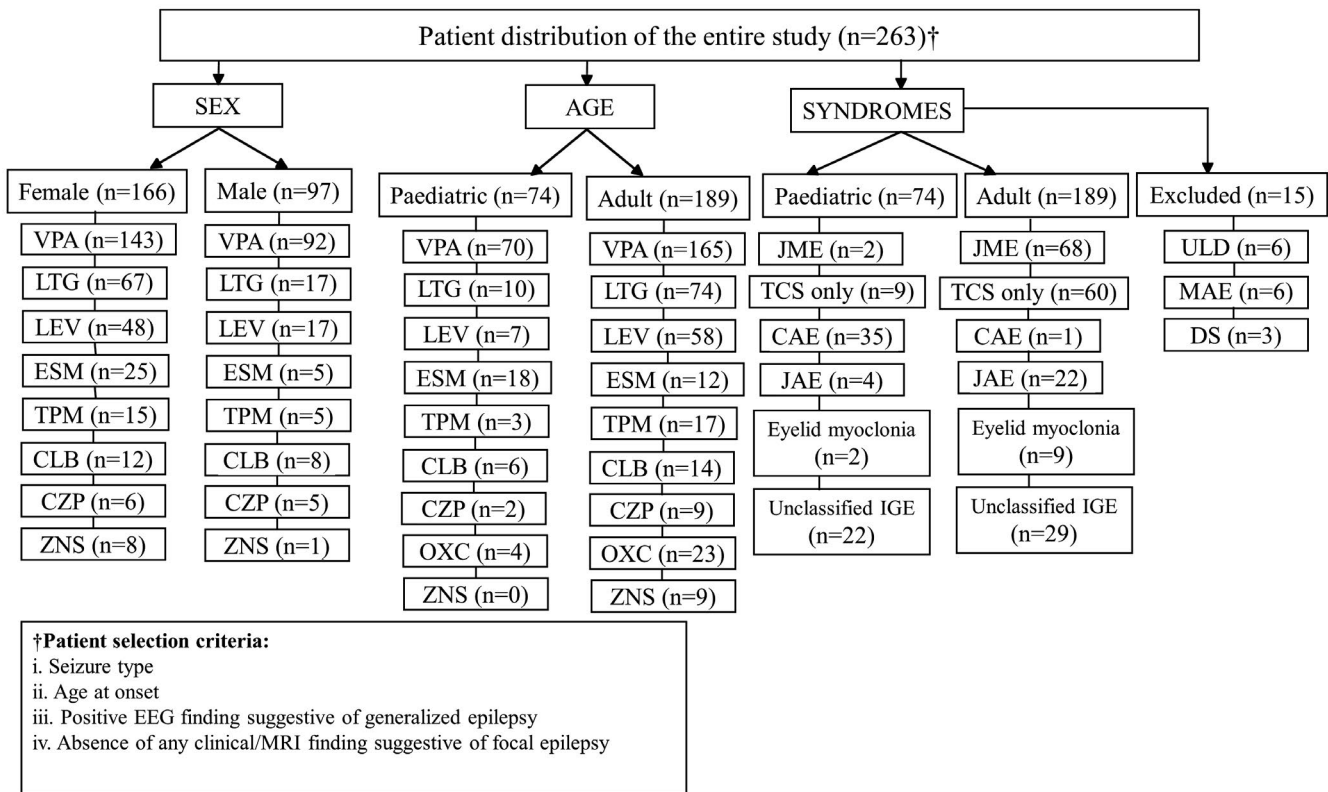 Patient distribution of the entire study (n=263)†
SEX
AGE
SYNDROMES
Female (n=166)
VPA (n=143)
LTG (n=67)
LEV (n=48)
ESM (n=25)
TPM (n=15)
CLB (n=12)
CZP (n=6)
ZNS (n=8)
Male (n=97)
VPA (n=92)
LTG (n=17)
LEV (n=17)
ESM (n=5)
TPM (n=5)
CLB (n=8)
CZP (n=5)
ZNS (n=1)
Paediatric (n=74)
VPA (n=70)
LTG (n=10)
LEV (n=7)
ESM (n=18)
TPM (n=3)
CLB (n=6)
CZP (n=2)
OXC (n=4)
ZNS (n=0)
Adult (n=189)
VPA (n=165)
LTG (n=74)
LEV (n=58)
ESM (n=12)
TPM (n=17)
CLB (n=14)
CZP (n=9)
OXC (n=23)
ZNS (n=9)
Paediatric (n=74)
JME (n=2)
TCS only (n=9)
CAE (n=35)
JAE (n=4)
Eyelid myoclonia
(n=2)
Unclassified IGE
(n=22)
Adult (n=189)
JME (n=68)
TCS only (n=60)
CAE (n=1)
JAE (n=22)
Eyelid myoclonia
(n=9)
Unclassified IGE
(n=29)
Excluded (n=15)
ULD (n=6)
MAE (n=6)
DS (n=3)
†Patient selection criteria:
i. Seizure type
ii. Age at onset
iii. Positive EEG finding suggestive of generalized epilepsy
iv. Absence of any clinical/MRI finding suggestive of focal epilepsy